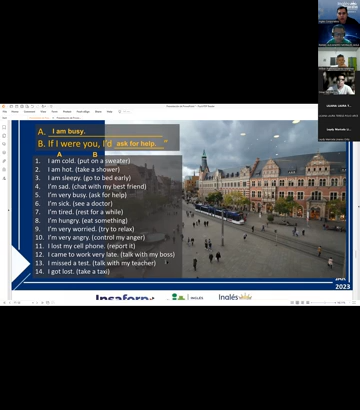 A. I am busy.
B. If I were you, I'd ask for help. "
A B
1. I am cold. (put on a sweater)
2. I am hot. (take a shower)
3. I am sleepy. (go to bed early)
4. I'm sad. (chat with my best friend)
5. I'm very busy. (ask for help)
6. I'm sick. (see a doctor)
7. I'm tired. (rest for a while)
8. I'm hungry. (eat something)
9. I'm very worried. (try to relax)
10. I'm very angry. (control my anger)
11. I lost my cell phone. (report it)
12. I came to work very late. (talk with my boss)
13. I missed a test. (talk with my teacher)
14. I got lost. (take a taxi)
2023
Insaforp
INGLÉS
Inglés